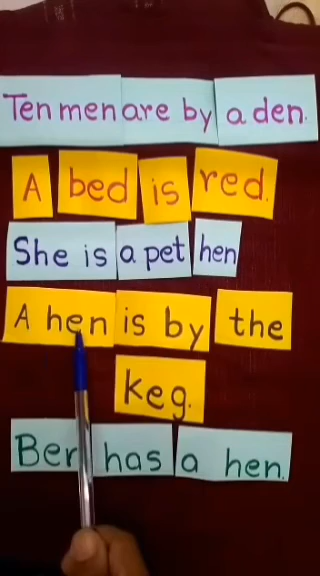 Ten men are by a den.
A bed is red.
She is a pet hen
A hen is by the
keg.
has a hen.